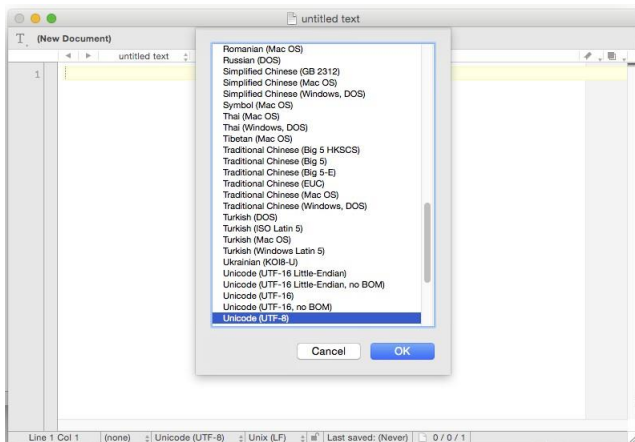 untitled text
(New Document)
untitled text
1
Romanian (Mac OS)
Russian (DOS)
Simplified Chinese (GB 2312)
Simplified Chinese (Mac OS)
Simplified Chinese (Windows, DOS)
Symbol (Mac OS)
Thai (Mac OS)
Thai (Windows, DOS)
Tibetan (Mac OS)
Traditional Chinese (Big 5 HKSCS)
Traditional Chinese (Big 5)
Traditional Chinese (Big 5-E)
Traditional Chinese (EUC)
Traditional Chinese (Mac OS)
Traditional Chinese (Windows, DOS)
Turkish (DOS)
Turkish (ISO Latin 5)
Turkish (Mac OS)
Turkish (Windows Latin 5)
Ukrainian (KOI8-U)
Unicode (UTF-16 Little-Endian)
Unicode (UTF-16 Little-Endian, no BOM)
Unicode (UTF-16)
Unicode (UTF-16, no BOM)
Unicode (UTF-8)
Cancel OK
Line 1 Col 1 (none) Unicode (UTF-8) Unix (LF) Last saved: (Never) 0 / 0 / 1